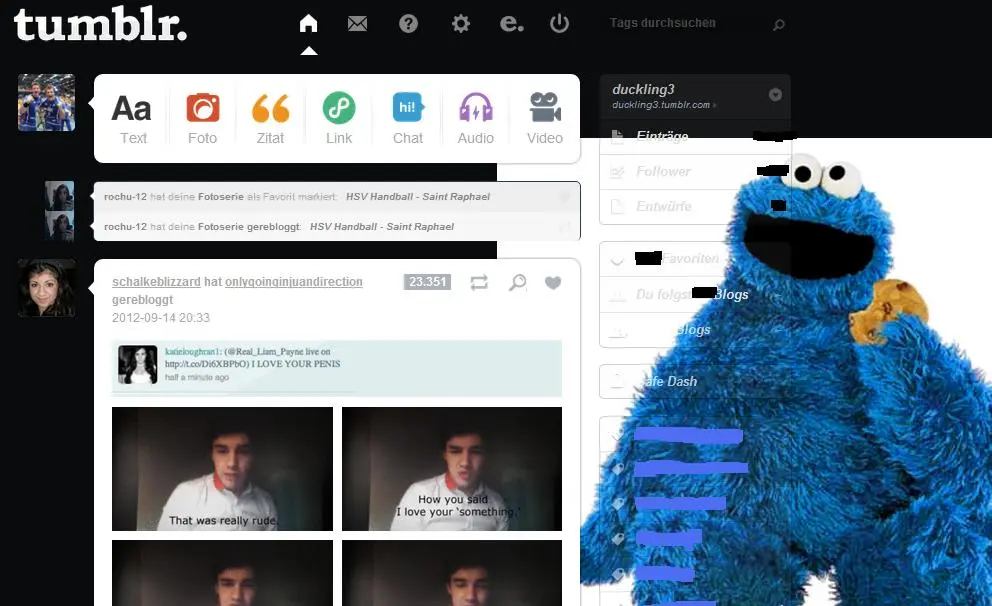 tumblr.
Tags durchsuchen
Aa
Text
Foto
Zitat
Link
hi!
Chat
Audio
Video
duckling3
duckling3.tumblr.com
Einträge
Follower
Entwürfe
rochu-12 hat deine Fotoserie als Favorit markiert: HSV Handball - Saint Raphael
rochu-12 hat deine Fotoserie gerebloggt: HSV Handball - Saint Raphael
Favoriten
Du folgst Blogs
Blogs
schalkeblizzard hat onlygoinginjuandirection
gerebloggt
23.351
2012-09-14 20:33
katieloughran1: (@Real_Liam_Payne live on
http://t.co/Di6XBPbO) I LOVE YOUR PENIS
half a minute ago
Dash
That was really rude.
How you said
I love your 'something.'